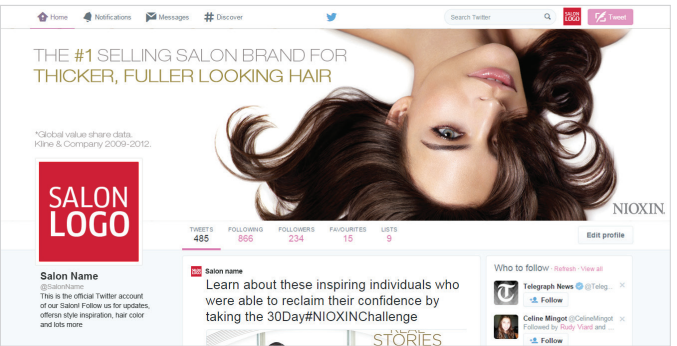 Home Notifications Messages # Discover Search Twitter SALON LOGO Tweet
THE #1 SELLING SALON BRAND FOR
THICKER, FULLER LOOKING HAIR
*Global value share data.
Kline & Company 2009-2012.
SALON
LOGO
NIOXIN.
TWEETS FOLLOWING FOLLOWERS FAVOURITES LISTS
485 866 234 15 9
Edit profile
Salon Name
@SalonName
This is the official Twitter account
of our Salon! Follow us for updates,
offersn style inspiration, hair color
and lots more
Salon name
Learn about these inspiring individuals who
were able to reclaim their confidence by
taking the 30Day#NIOXINChallenge
REAL
STORIES
Who to follow · Refresh · View all
Telegraph News @Teleg... ×
Follow
Celine Mingot @CelineMingot ×
Followed by Rudy Viard and ...
Follow